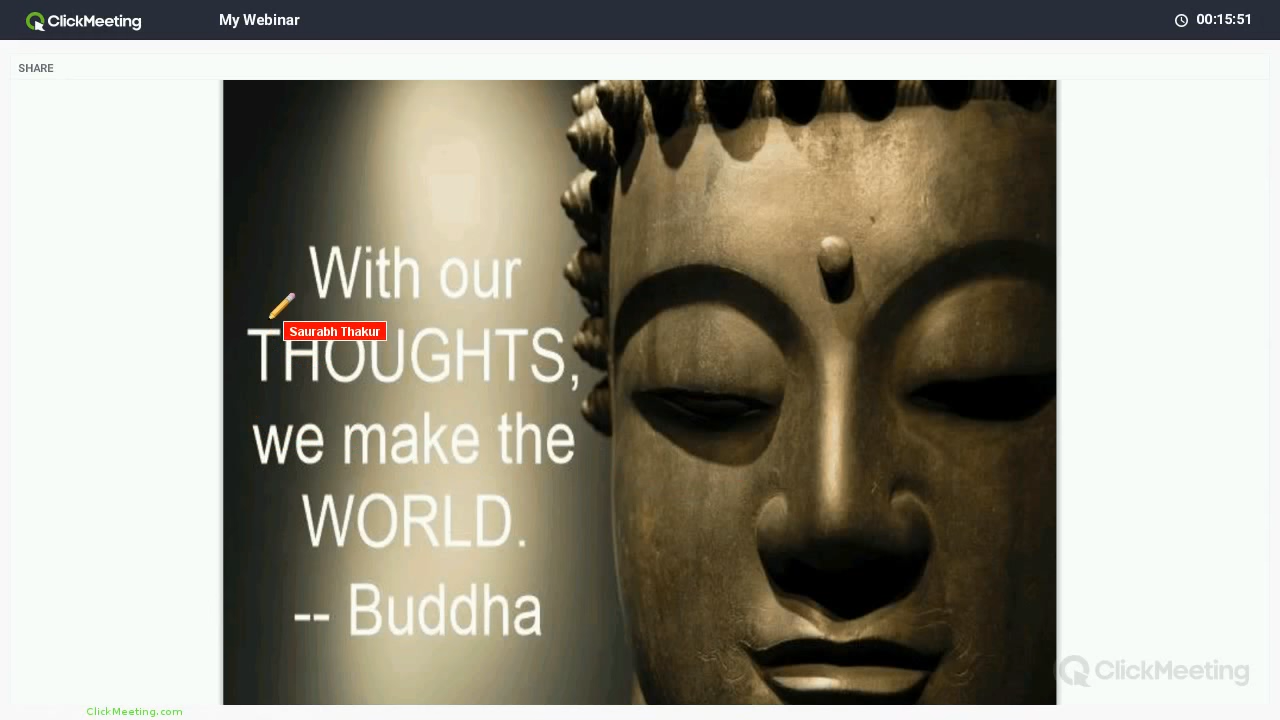 ClickMeeting
My Webinar
00:15:51
SHARE
With our
Saurabh Thakur
THOUGHTS,
we make the
WORLD.
-- Buddha
ClickMeeting
ClickMeeting.com